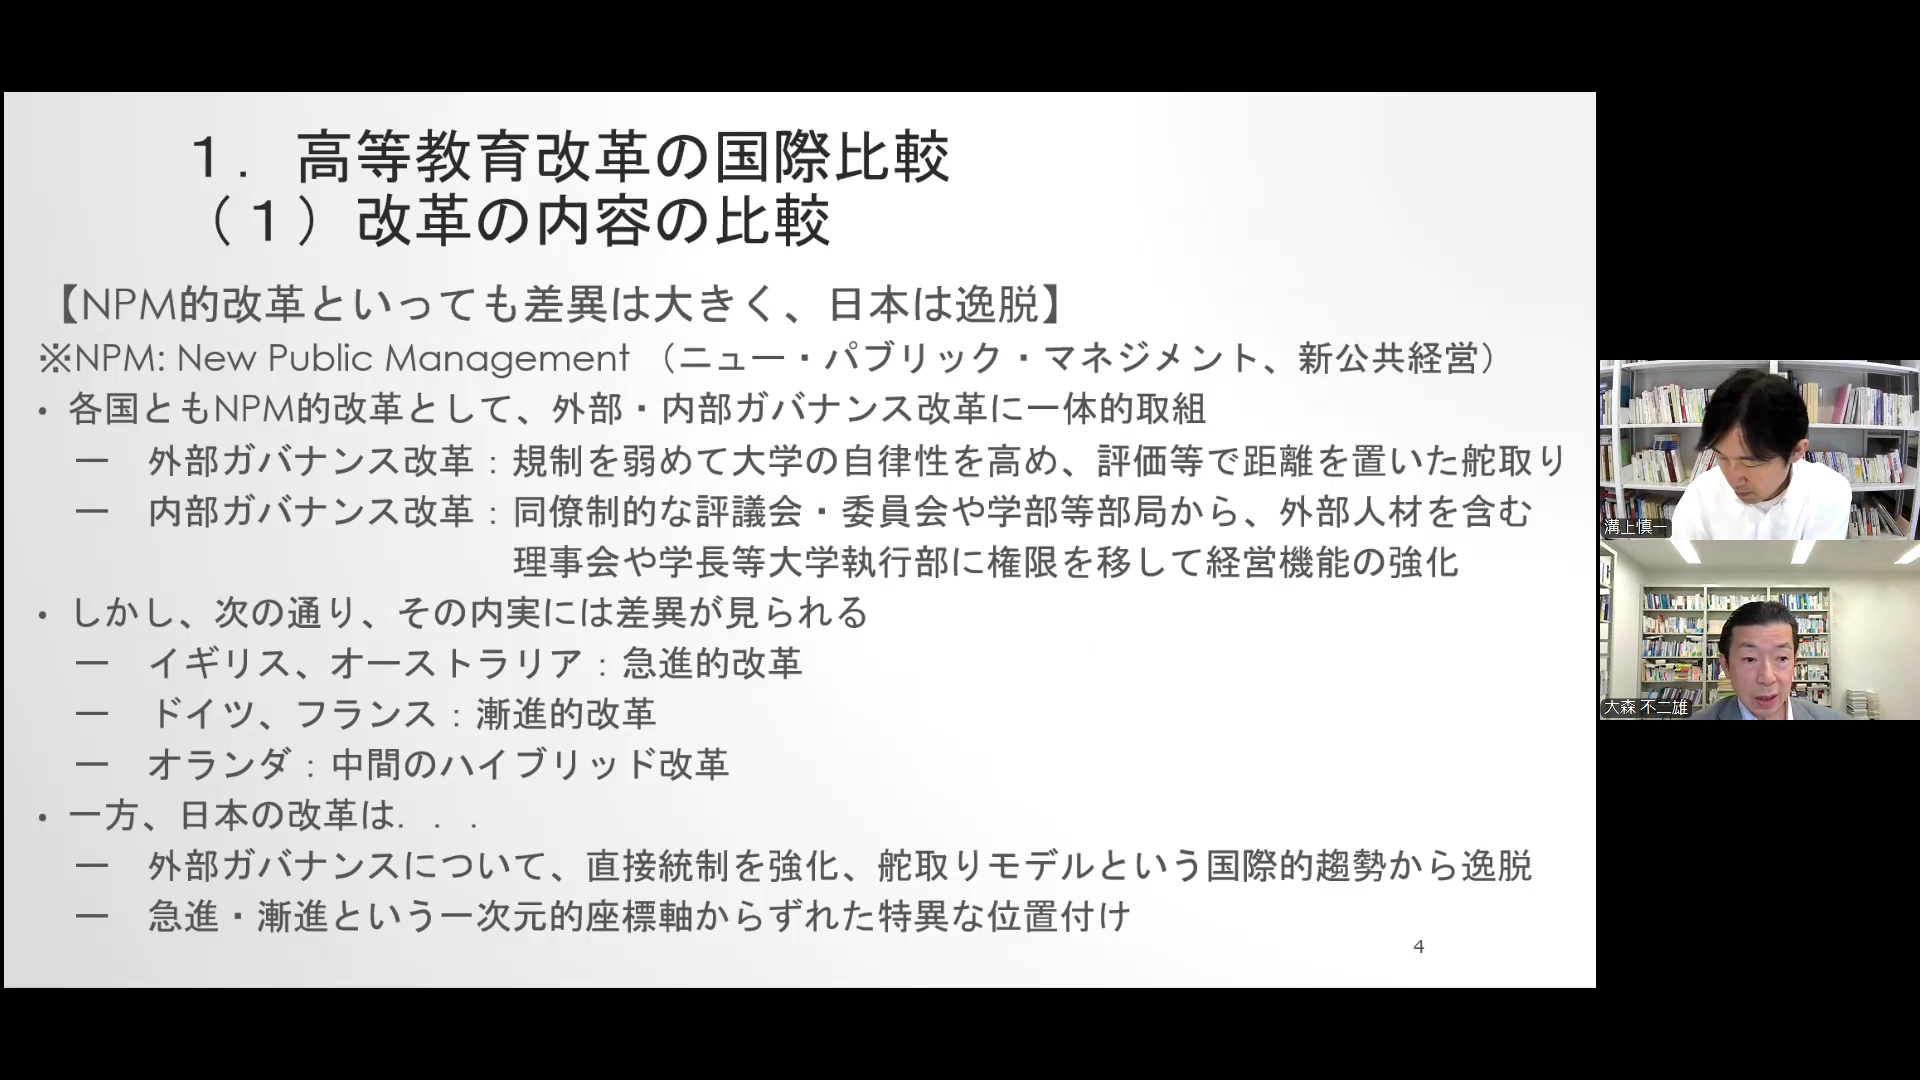 １．高等教育改革の国際比較
（１）改革の内容の比較
【NPM的改革といっても差異は大きく、日本は逸脱】
※NPM: New Public Management （ニュー・パブリック・マネジメント、新公共経営）
• 各国ともNPM的改革として、外部・内部ガバナンス改革に一体的取組
― 外部ガバナンス改革：規制を弱めて大学の自律性を高め、評価等で距離を置いた舵取り
― 内部ガバナンス改革：同僚制的な評議会・委員会や学部等部局から、外部人材を含む
理事会や学長等大学執行部に権限を移して経営機能の強化
• しかし、次の通り、その内実には差異が見られる
― イギリス、オーストラリア：急進的改革
― ドイツ、フランス：漸進的改革
― オランダ：中間のハイブリッド改革
• 一方、日本の改革は．．．
― 外部ガバナンスについて、直接統制を強化、舵取りモデルという国際的趨勢から逸脱
― 急進・漸進という一次元的座標軸からずれた特異な位置付け
4
溝上慎一
大森 不二雄